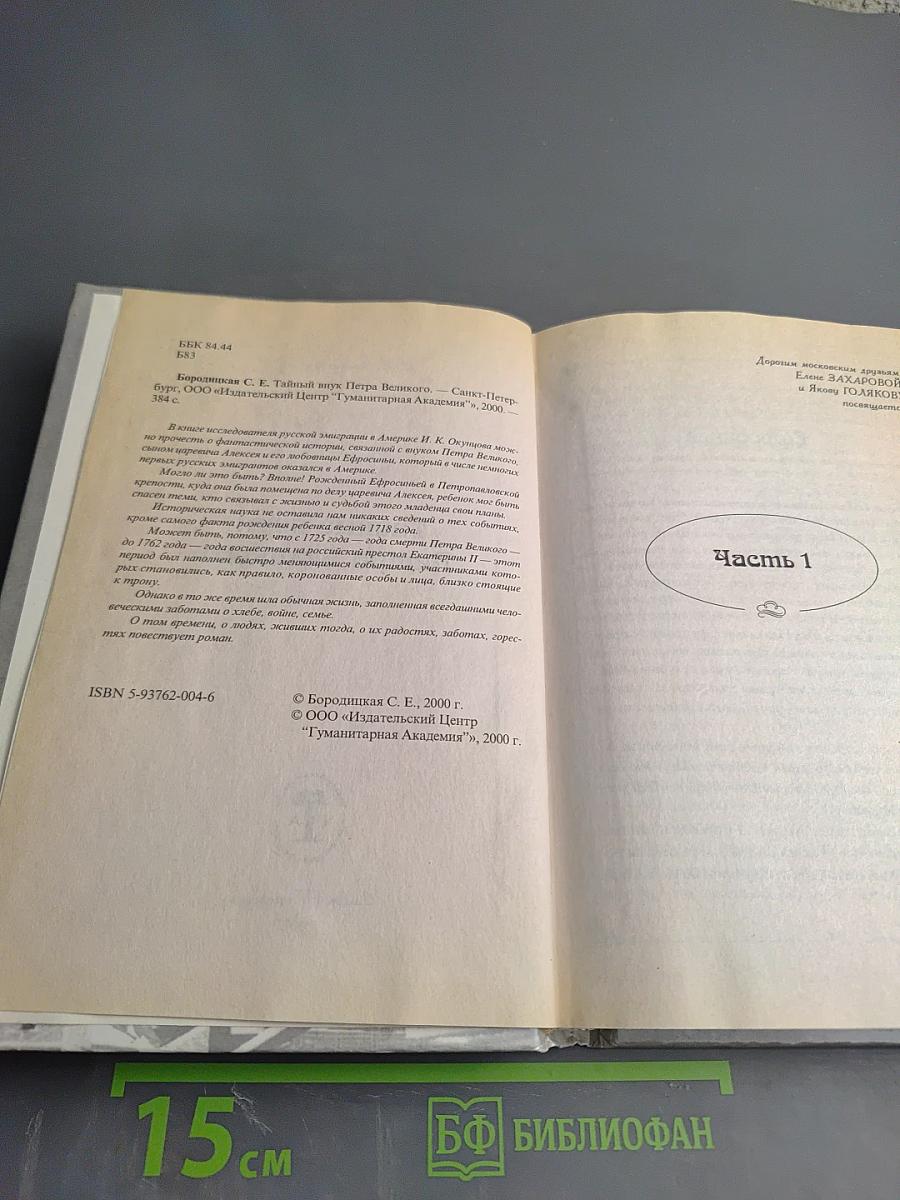 ББК 84.44
Б83
Бородицкая С. Е. Тайный внук Петра Великого. — Санкт-Петер-
бург, ООО «Издательский Центр "Гуманитарная Академия"», 2000. —
384 с.
В книге исследователя русской эмиграции в Америке И. К. Окунцова мож-
но прочесть о фантастической истории, связанной с внуком Петра Великого,
сыном царевича Алексея и его любовницы Ефросиньи, который в числе немногих
первых русских эмигрантов оказался в Америке.
Могло ли это быть? Вполне! Рожденный Ефросиньей в Петропавловской
крепости, куда она была помещена по делу царевича Алексея, ребенок мог быть
спасен теми, кто связывал с жизнью и судьбой этого младенца свои планы.
Историческая наука не оставила нам никаких сведений о тех событиях,
кроме самого факта рождения ребенка весной 1718 года.
Может быть, потому, что с 1725 года — года смерти Петра Великого —
до 1762 года — года восшествия на российский престол Екатерины II — этот
период был наполнен быстро меняющимися событиями, участниками кото-
рых становились, как правило, коронованные особы и лица, близко стоящие
к трону.
Однако в то же время шла обычная жизнь, заполненная всегдашними чело-
веческими заботами о хлебе, войне, семье.
О том времени, о людях, живших тогда, о их радостях, заботах, горес-
тях повествует роман.
ISBN 5-93762-004-6
© Бородицкая С. Е., 2000 г.
© ООО «Издательский Центр
"Гуманитарная Академия"», 2000 г.
Дорогим московским друзьям
Елене ЗАХАРОВОЙ
и Якову ГОЛЯКОВУ
посвящается
Часть 1
15 см
БФ БИБЛИОФАН